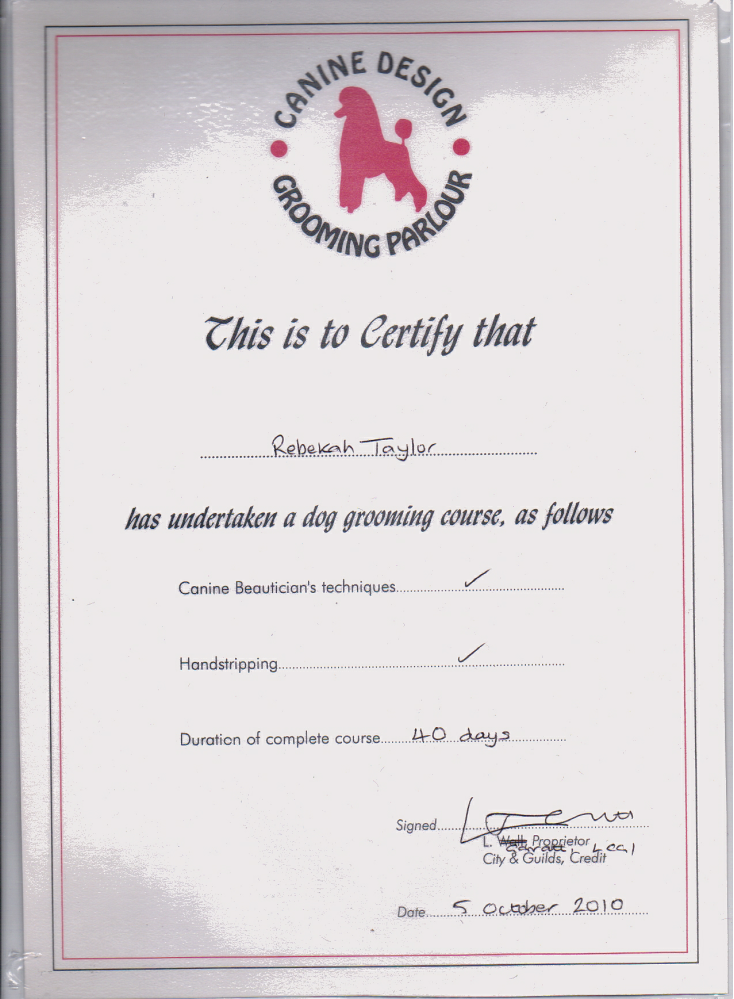 CANINE DESIGN
GROOMING PARLOUR
This is to Certify that
Rebekah Taylor
has undertaken a dog grooming course, as follows
Canine Beautician's techniques ✓
Handstripping ✓
Duration of complete course 40 days
Signed
L. Proprietor
City & Guilds, Credit
Date 5 October 2010